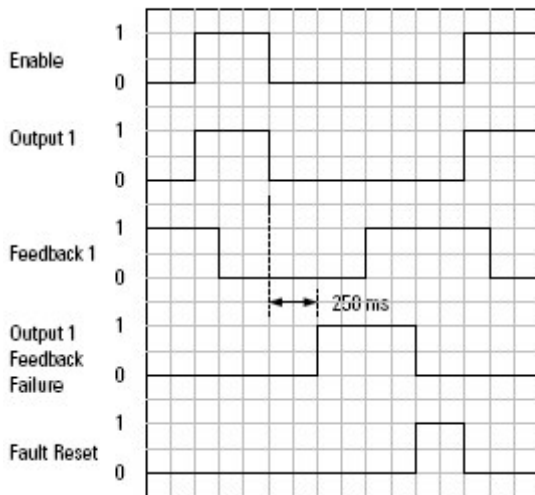 1
Enable
0
1
Output 1
0
1
Feedback 1
0
250 ms
Output 1 1
Feedback
Failure 0
1
Fault Reset
0